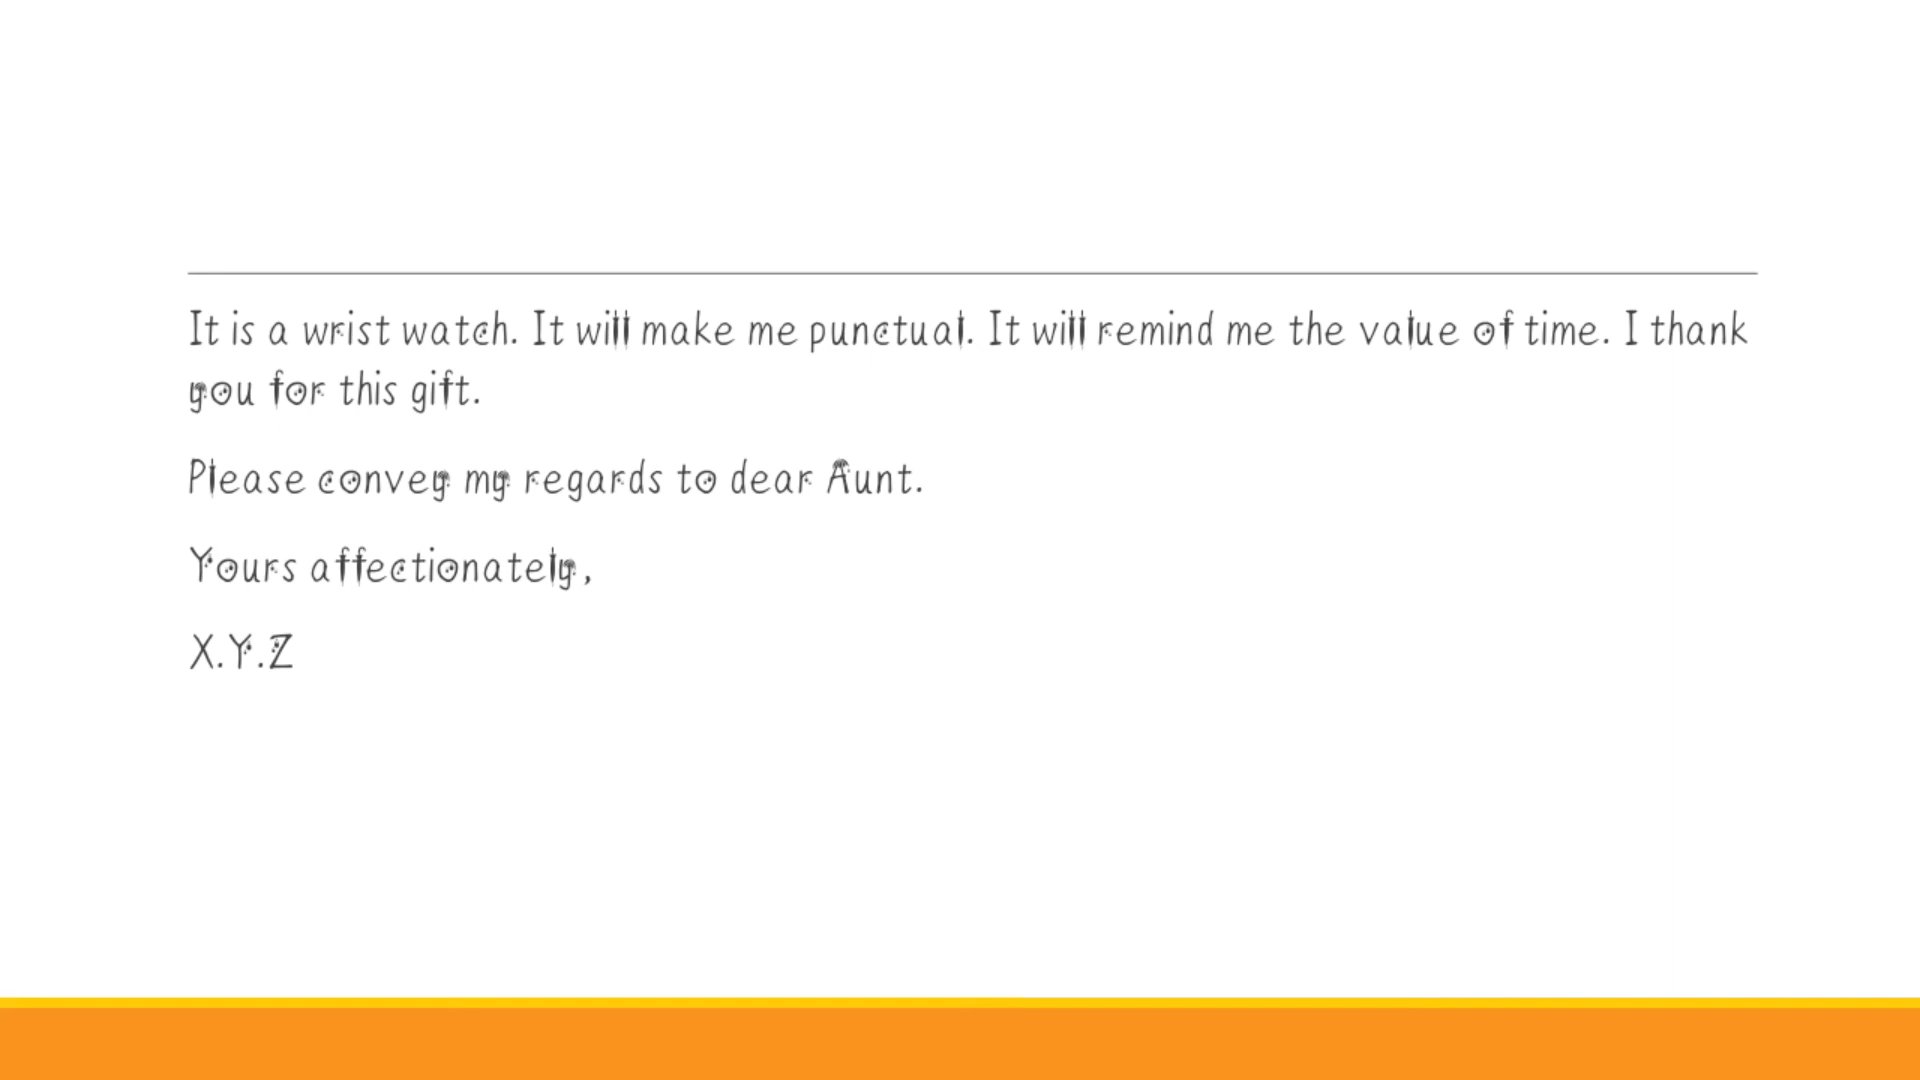 It is a wrist watch. It will make me punctual. It will remind me the value of time. I thank
you for this gift.
Please convey my regards to dear Aunt.
Yours affectionately,
X.Y.Z